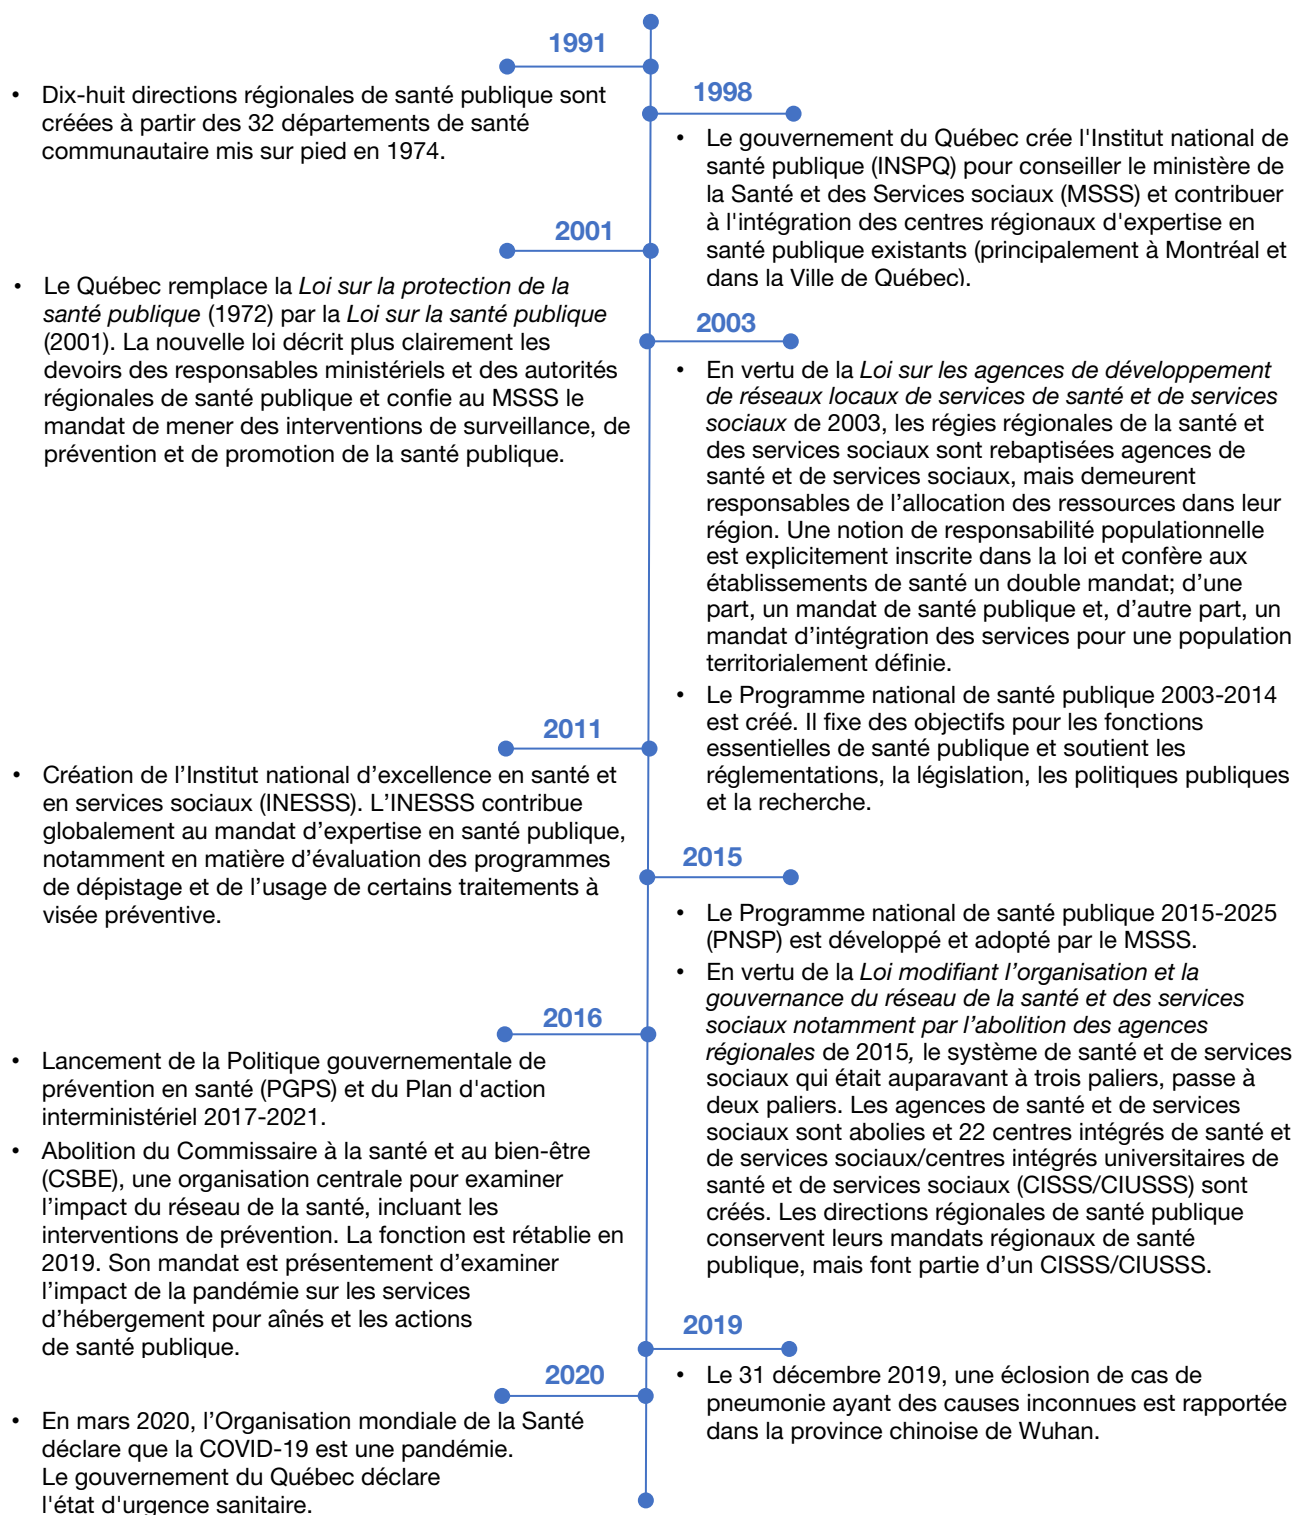 1991
• Dix-huit directions régionales de santé publique sont
créées à partir des 32 départements de santé
communautaire mis sur pied en 1974.
1998
• Le gouvernement du Québec crée l'Institut national de
santé publique (INSPQ) pour conseiller le ministère de
la Santé et des Services sociaux (MSSS) et contribuer
à l'intégration des centres régionaux d'expertise en
santé publique existants (principalement à Montréal et
dans la Ville de Québec).
2001
• Le Québec remplace la Loi sur la protection de la
santé publique (1972) par la Loi sur la santé publique
(2001). La nouvelle loi décrit plus clairement les
devoirs des responsables ministériels et des autorités
régionales de santé publique et confie au MSSS le
mandat de mener des interventions de surveillance, de
prévention et de promotion de la santé publique.
2003
• En vertu de la Loi sur les agences de développement
de réseaux locaux de services de santé et de services
sociaux de 2003, les régies régionales de la santé et
des services sociaux sont rebaptisées agences de
santé et de services sociaux, mais demeurent
responsables de l’allocation des ressources dans leur
région. Une notion de responsabilité populationnelle
est explicitement inscrite dans la loi et confère aux
établissements de santé un double mandat; d’une
part, un mandat de santé publique et, d’autre part, un
mandat d’intégration des services pour une population
territorialement définie.
• Le Programme national de santé publique 2003-2014
est créé. Il fixe des objectifs pour les fonctions
essentielles de santé publique et soutient les
réglementations, la législation, les politiques publiques
et la recherche.
2011
• Création de l’Institut national d’excellence en santé et
en services sociaux (INESSS). L’INESSS contribue
globalement au mandat d’expertise en santé publique,
notamment en matière d’évaluation des programmes
de dépistage et de l’usage de certains traitements à
visée préventive.
2015
• Le Programme national de santé publique 2015-2025
(PNSP) est développé et adopté par le MSSS.
• En vertu de la Loi modifiant l’organisation et la
gouvernance du réseau de la santé et des services
sociaux notamment par l’abolition des agences
régionales de 2015, le système de santé et de services
sociaux qui était auparavant à trois paliers, passe à
deux paliers. Les agences de santé et de services
sociaux sont abolies et 22 centres intégrés de santé et
de services sociaux/centres intégrés universitaires de
santé et de services sociaux (CISSS/CIUSSS) sont
créés. Les directions régionales de santé publique
conservent leurs mandats régionaux de santé
publique, mais font partie d’un CISSS/CIUSSS.
2016
• Lancement de la Politique gouvernementale de
prévention en santé (PGPS) et du Plan d'action
interministériel 2017-2021.
• Abolition du Commissaire à la santé et au bien-être
(CSBE), une organisation centrale pour examiner
l’impact du réseau de la santé, incluant les
interventions de prévention. La fonction est rétablie en
2019. Son mandat est présentement d’examiner
l’impact de la pandémie sur les services
d’hébergement pour aînés et les actions
de santé publique.
2019
• Le 31 décembre 2019, une éclosion de cas de
pneumonie ayant des causes inconnues est rapportée
dans la province chinoise de Wuhan.
2020
• En mars 2020, l’Organisation mondiale de la Santé
déclare que la COVID-19 est une pandémie.
Le gouvernement du Québec déclare
l'état d'urgence sanitaire.